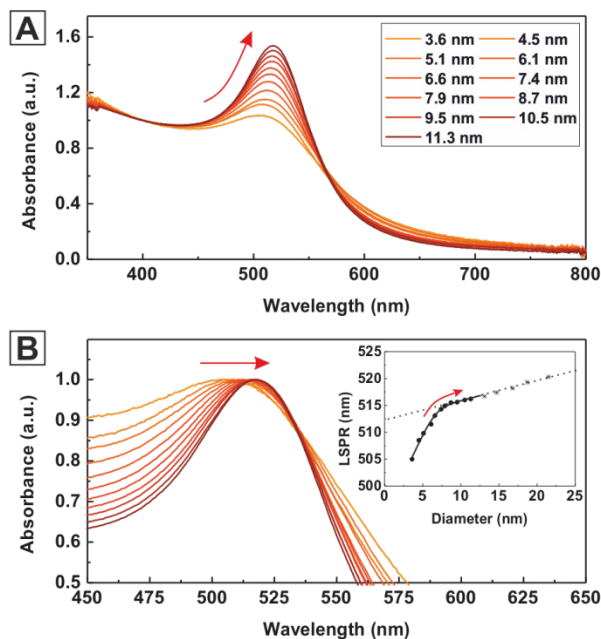 A
Absorbance (a.u.)
1.6
1.2
0.8
0.4
0.0
3.6 nm 4.5 nm
5.1 nm 6.1 nm
6.6 nm 7.4 nm
7.9 nm 8.7 nm
9.5 nm 10.5 nm
11.3 nm
400 500 600 700 800
Wavelength (nm)
B
Absorbance (a.u.)
1.0
0.9
0.8
0.7
0.6
0.5
LSPR (nm)
525
520
515
510
505
500
0 5 10 15 20 25
Diameter (nm)
450 475 500 525 550 575 600 625 650
Wavelength (nm)